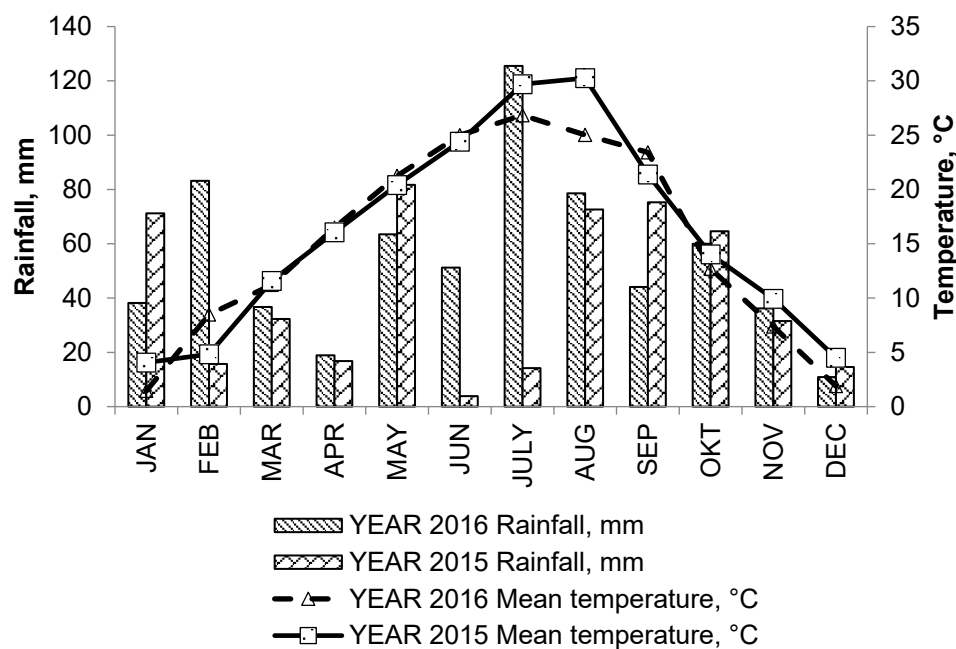 Rainfall, mm
140
120
100
80
60
40
20
0
Temperature, °C
35
30
25
20
15
10
5
0
JAN
FEB
MAR
APR
MAY
JUN
JULY
AUG
SEP
OKT
NOV
DEC
YEAR 2016 Rainfall, mm
YEAR 2015 Rainfall, mm
YEAR 2016 Mean temperature, °C
YEAR 2015 Mean temperature, °C